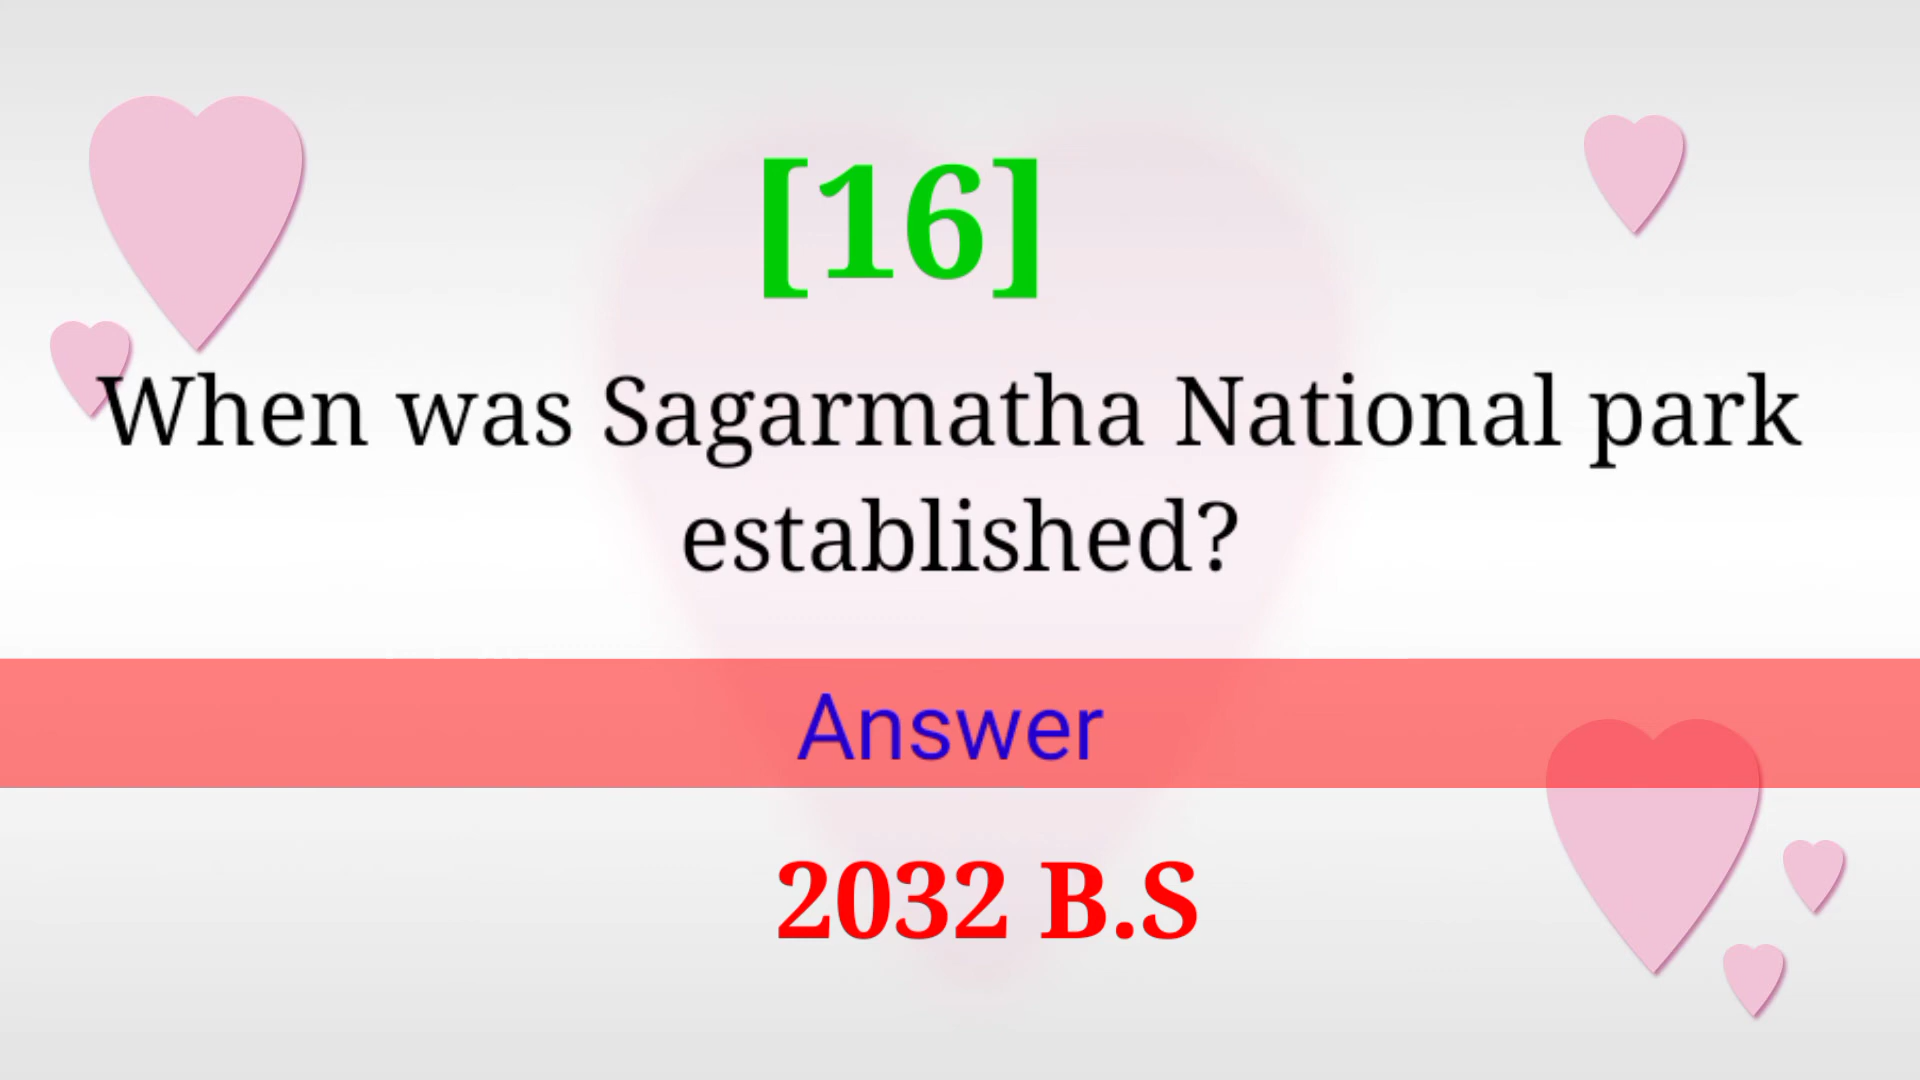 [16]
When was Sagarmatha National park
established?
Answer
2032 B.S